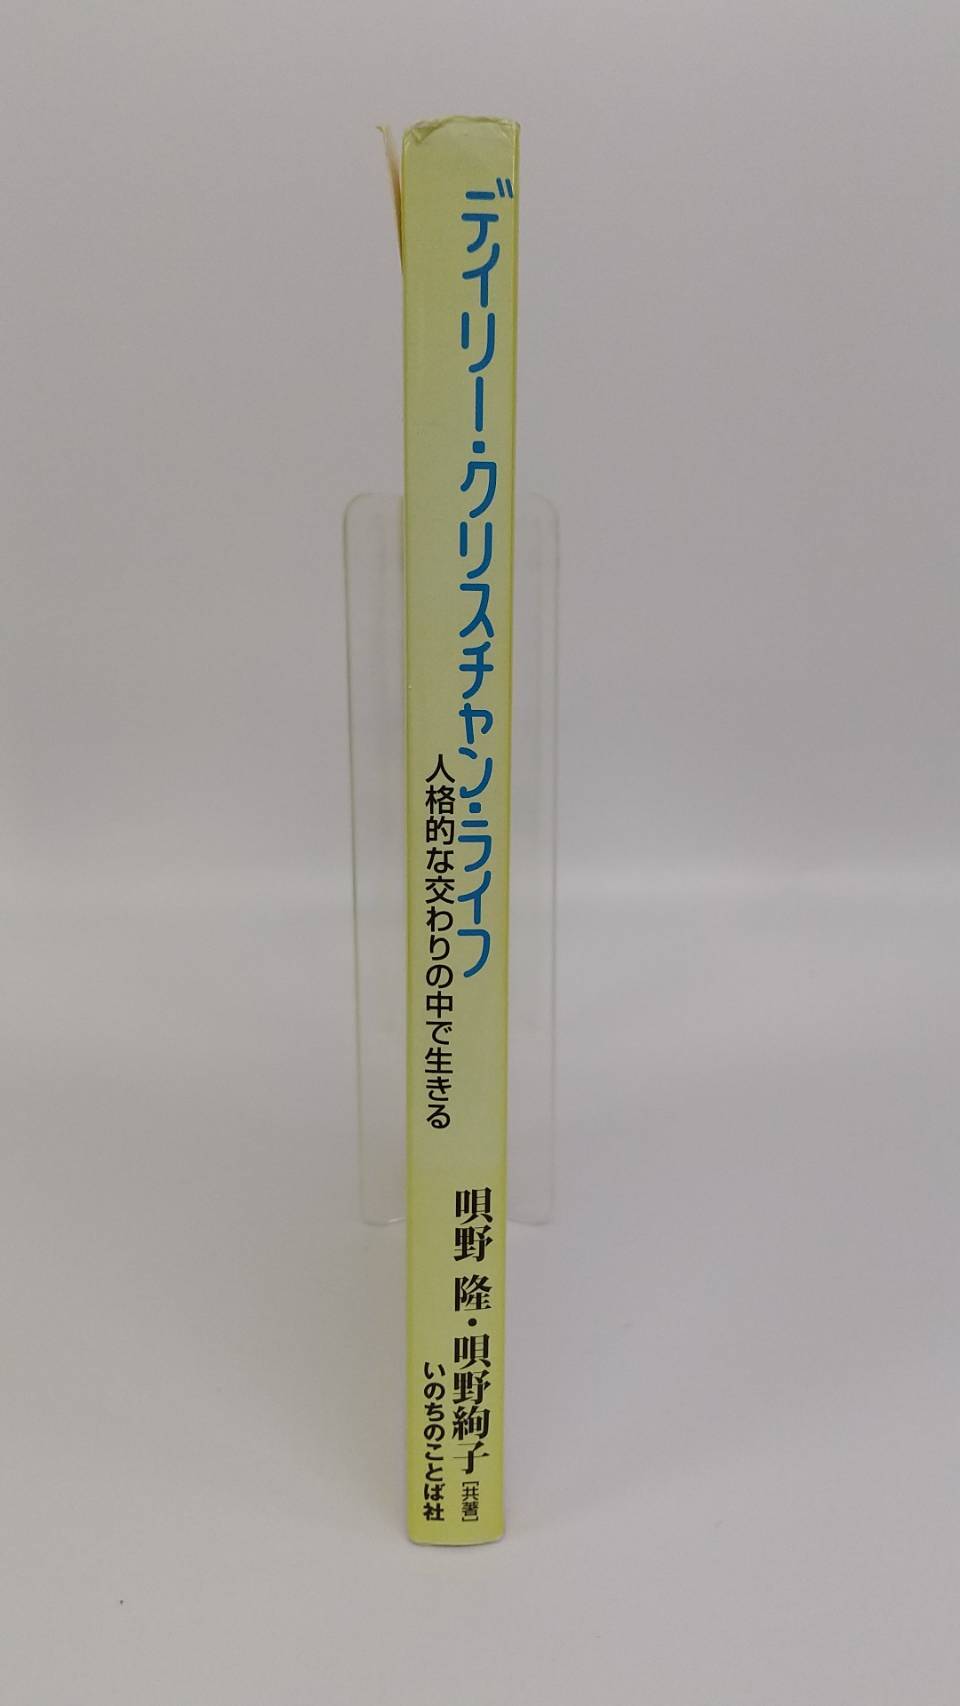 デイリー・クリスチャン・ライフ
人格的な交わりの中で生きる
唄野 隆・唄野絢子[共著]
いのちのことば社